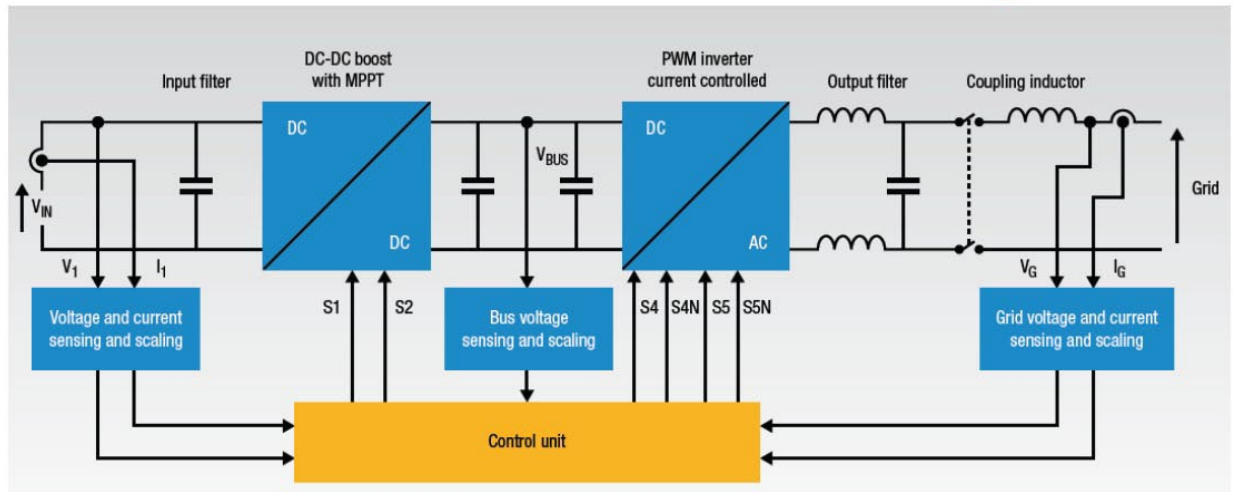 DC-DC boost
with MPPT
PWM inverter
current controlled
Input filter
Output filter
Coupling inductor
DC
DC
DC
AC
V_BUS
V_IN
Grid
V_1
I_1
S1
S2
S4
S4N
S5
S5N
V_G
I_G
Voltage and current
sensing and scaling
Bus voltage
sensing and scaling
Grid voltage and current
sensing and scaling
Control unit